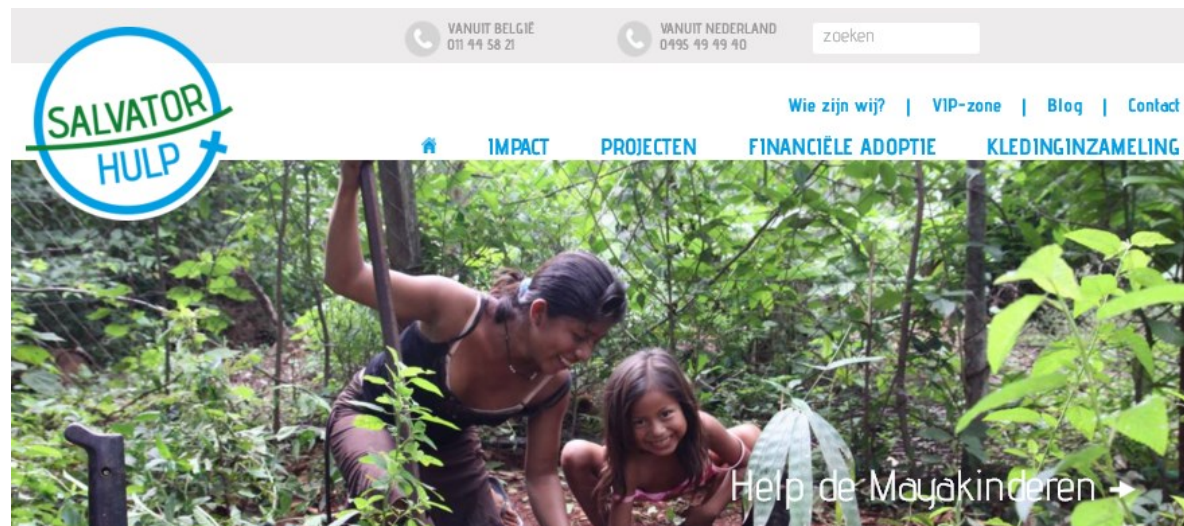 VANUIT BELGIË
011 44 58 21
VANUIT NEDERLAND
0495 49 49 40
zoeken
SALVATOR
HULP
Wie zijn wij? | VIP-zone | Blog | Contact
IMPACT PROJECTEN FINANCIËLE ADOPTIE KLEDINGINZAMELING
Help de Mayakinderen